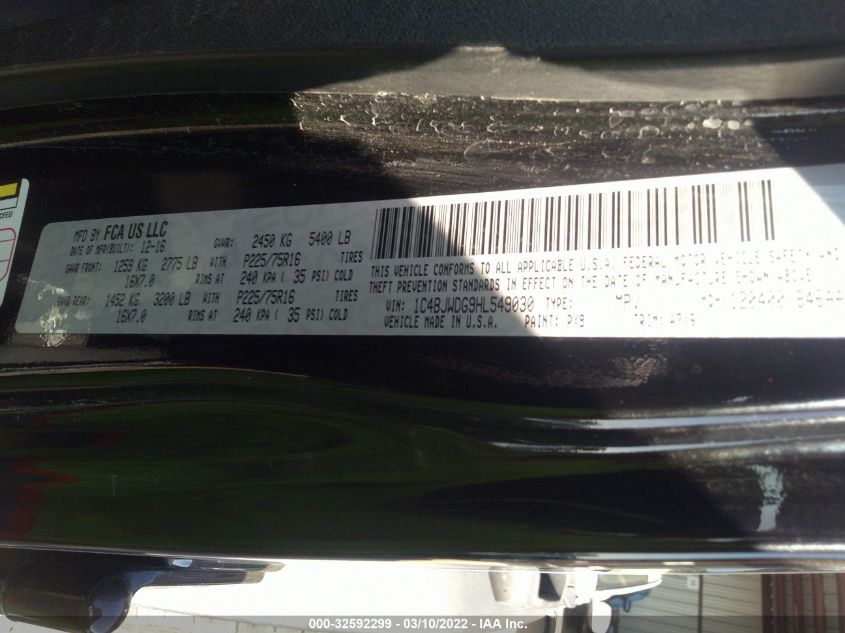 CEED
MFD BY FCA US LLC
DATE OF MFR(BUILT): 12-16 GVWR: 2450 KG 5400 LB
GAWR FRONT: 1259 KG 2775 LB WITH P225/75R16 TIRES
16X7.0 RIMS AT 240 KPA ( 35 PSI) COLD
GAWR REAR: 1452 KG 3200 LB WITH P225/75R16 TIRES
16X7.0 RIMS AT 240 KPA ( 35 PSI) COLD
THIS VEHICLE CONFORMS TO ALL APPLICABLE U.S.A. FEDERAL MOTOR VEHICLE SAFETY AND
THEFT PREVENTION STANDARDS IN EFFECT ON THE DATE OF MANUFACTURE SHOWN ABOVE
VIN: 1C4BJWDG9HL549030 TYPE: MPV MDH: 120400
VEHICLE MADE IN U.S.A. PAINT: PX8 TRIM:
000-32592299 - 03/10/2022 - IAA Inc.